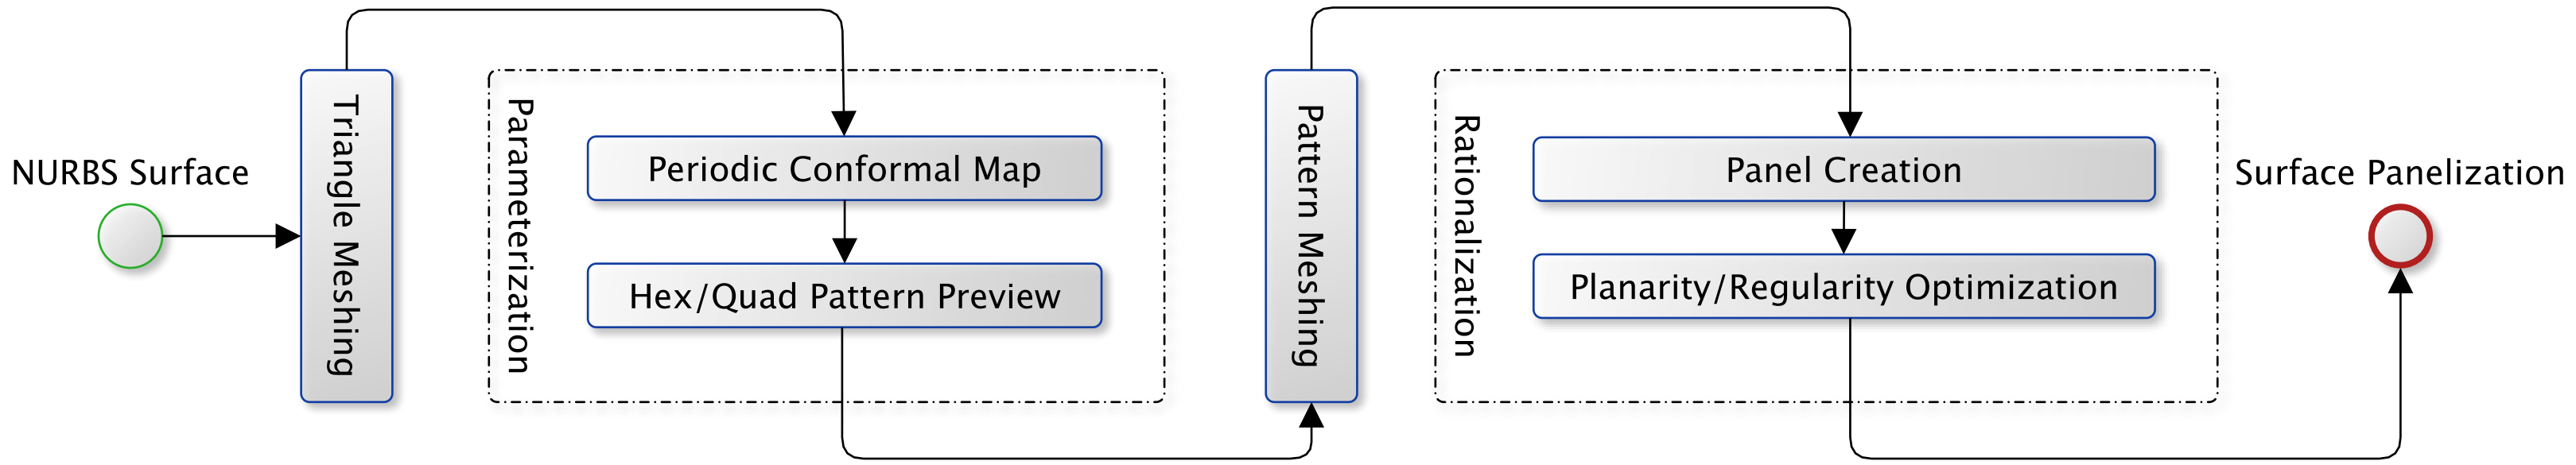 NURBS Surface
Triangle Meshing
Parameterization
Periodic Conformal Map
Hex/Quad Pattern Preview
Pattern Meshing
Rationalization
Panel Creation
Planarity/Regularity Optimization
Surface Panelization